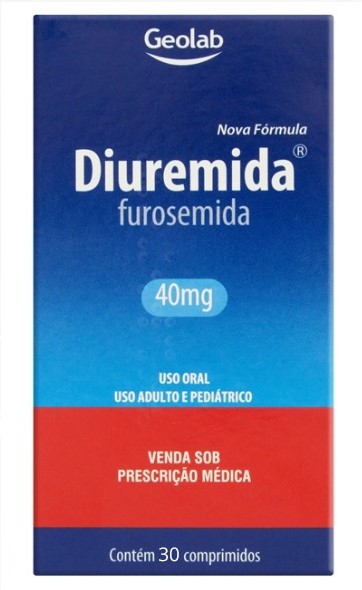 Geolab
Nova Fórmula
Diuremida®
furosemida
40mg
USO ORAL
USO ADULTO E PEDIÁTRICO
VENDA SOB
PRESCRIÇÃO MÉDICA
Contém 30 comprimidos